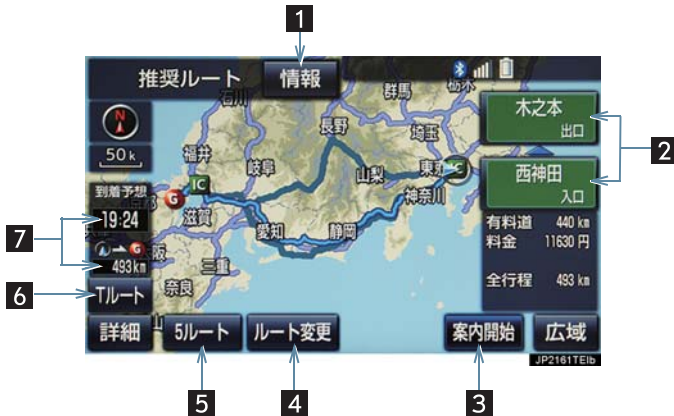 1
推奨ルート
情報
栃木
群馬
石川
木之本
出口
N
長野
埼玉
2
50k
福井
岐阜
山梨
東京
IC
西神田
入口
到着予想
G
IC
神奈川
19:24
滋賀
有料道 440 km
料金 11630 円
7
愛知
静岡
G
493km
三重
全行程 493 km
6
Tルート
奈良
詳細
5ルート
ルート変更
案内開始
広域
JP2161TEIb
5
4
3